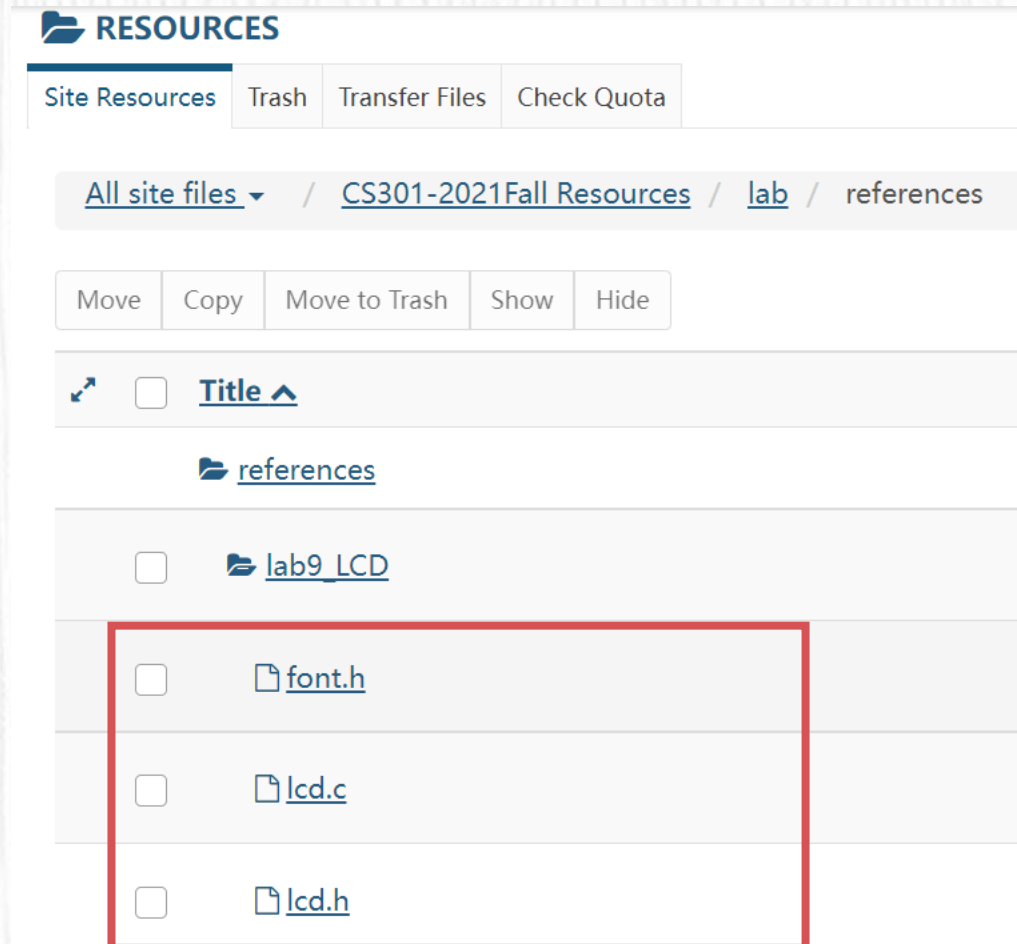 RESOURCES
Site Resources Trash Transfer Files Check Quota
All site files / CS301-2021Fall Resources / lab / references
Move Copy Move to Trash Show Hide
Title
references
lab9_LCD
font.h
lcd.c
lcd.h